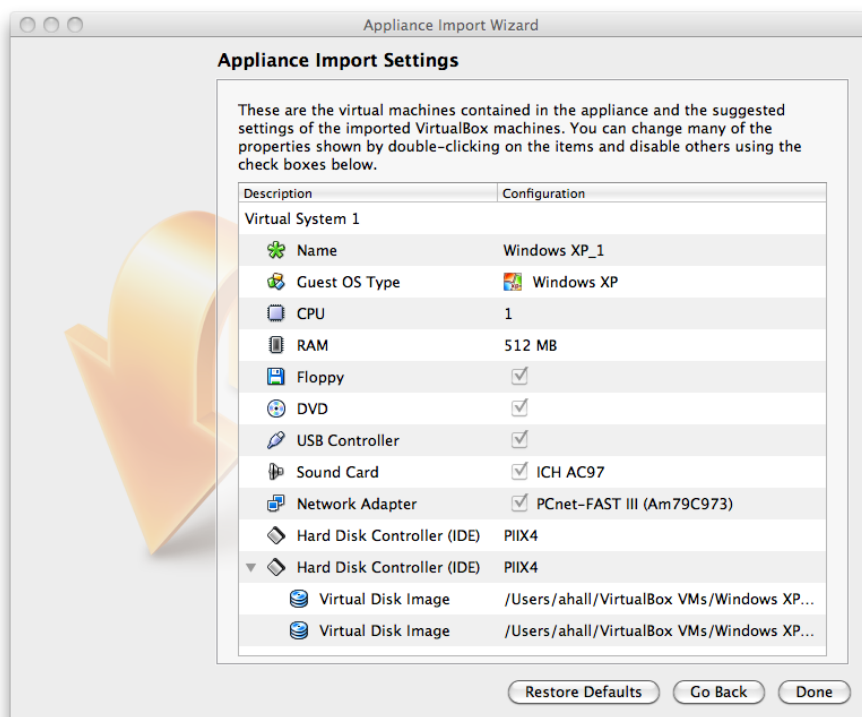 Appliance Import Wizard
Appliance Import Settings
These are the virtual machines contained in the appliance and the suggested
settings of the imported VirtualBox machines. You can change many of the
properties shown by double-clicking on the items and disable others using the
check boxes below.
Description Configuration
Virtual System 1
Name Windows XP_1
Guest OS Type Windows XP
CPU 1
RAM 512 MB
Floppy
DVD
USB Controller
Sound Card ICH AC97
Network Adapter PCnet-FAST III (Am79C973)
Hard Disk Controller (IDE) PIIX4
Hard Disk Controller (IDE) PIIX4
Virtual Disk Image /Users/ahall/VirtualBox VMs/Windows XP...
Virtual Disk Image /Users/ahall/VirtualBox VMs/Windows XP...
Restore Defaults Go Back Done